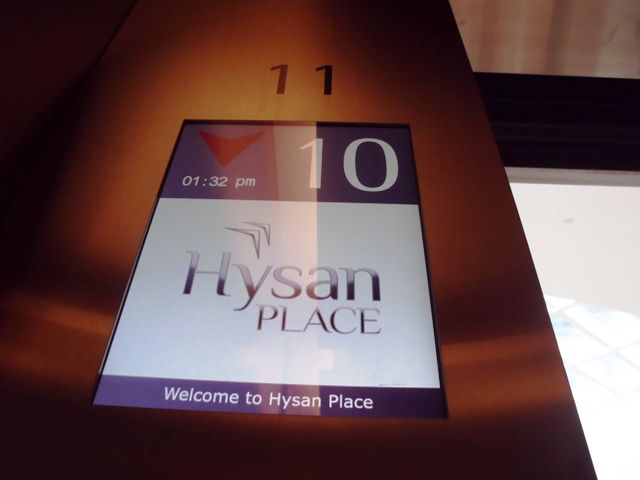 11
10
01:32 pm
Hysan
PLACE
Welcome to Hysan Place